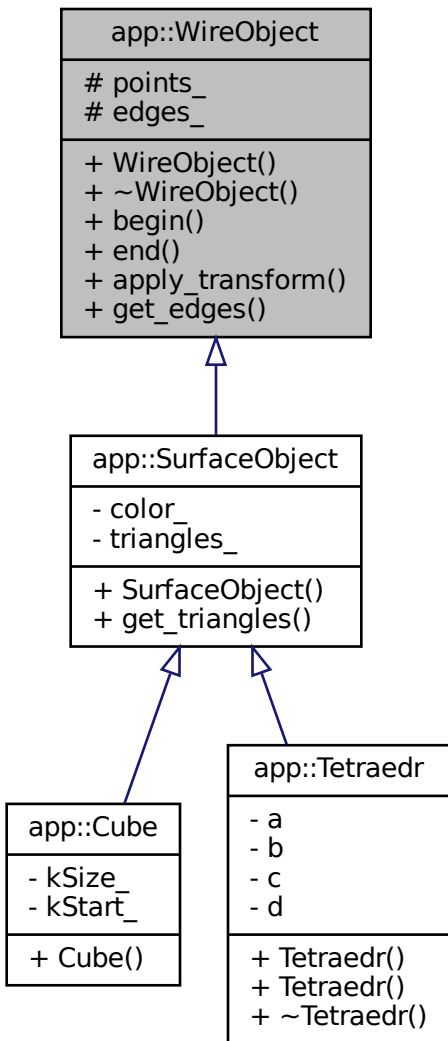 app::WireObject
# points_
# edges_
+ WireObject()
+ ~WireObject()
+ begin()
+ end()
+ apply_transform()
+ get_edges()
app::SurfaceObject
- color_
- triangles_
+ SurfaceObject()
+ get_triangles()
app::Cube
- kSize_
- kStart_
+ Cube()
app::Tetraedr
- a
- b
- c
- d
+ Tetraedr()
+ Tetraedr()
+ ~Tetraedr()